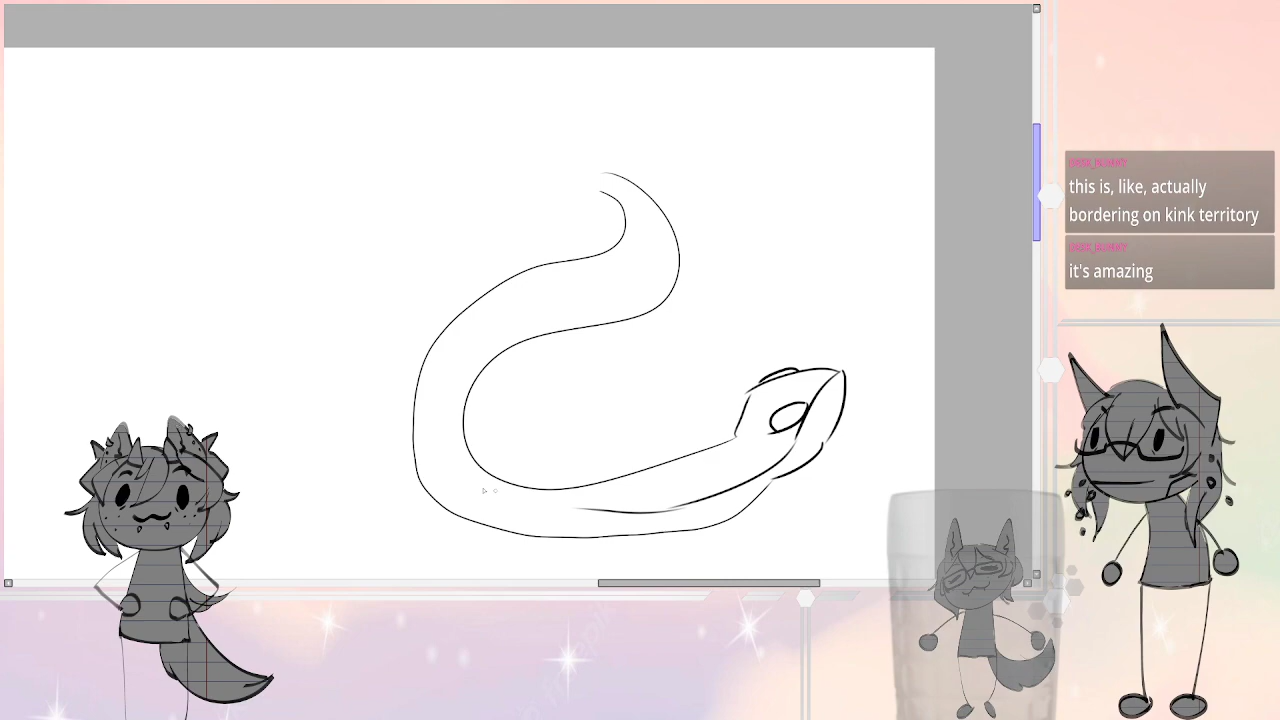 this is, like, actually
bordering on kink territory
it's amazing